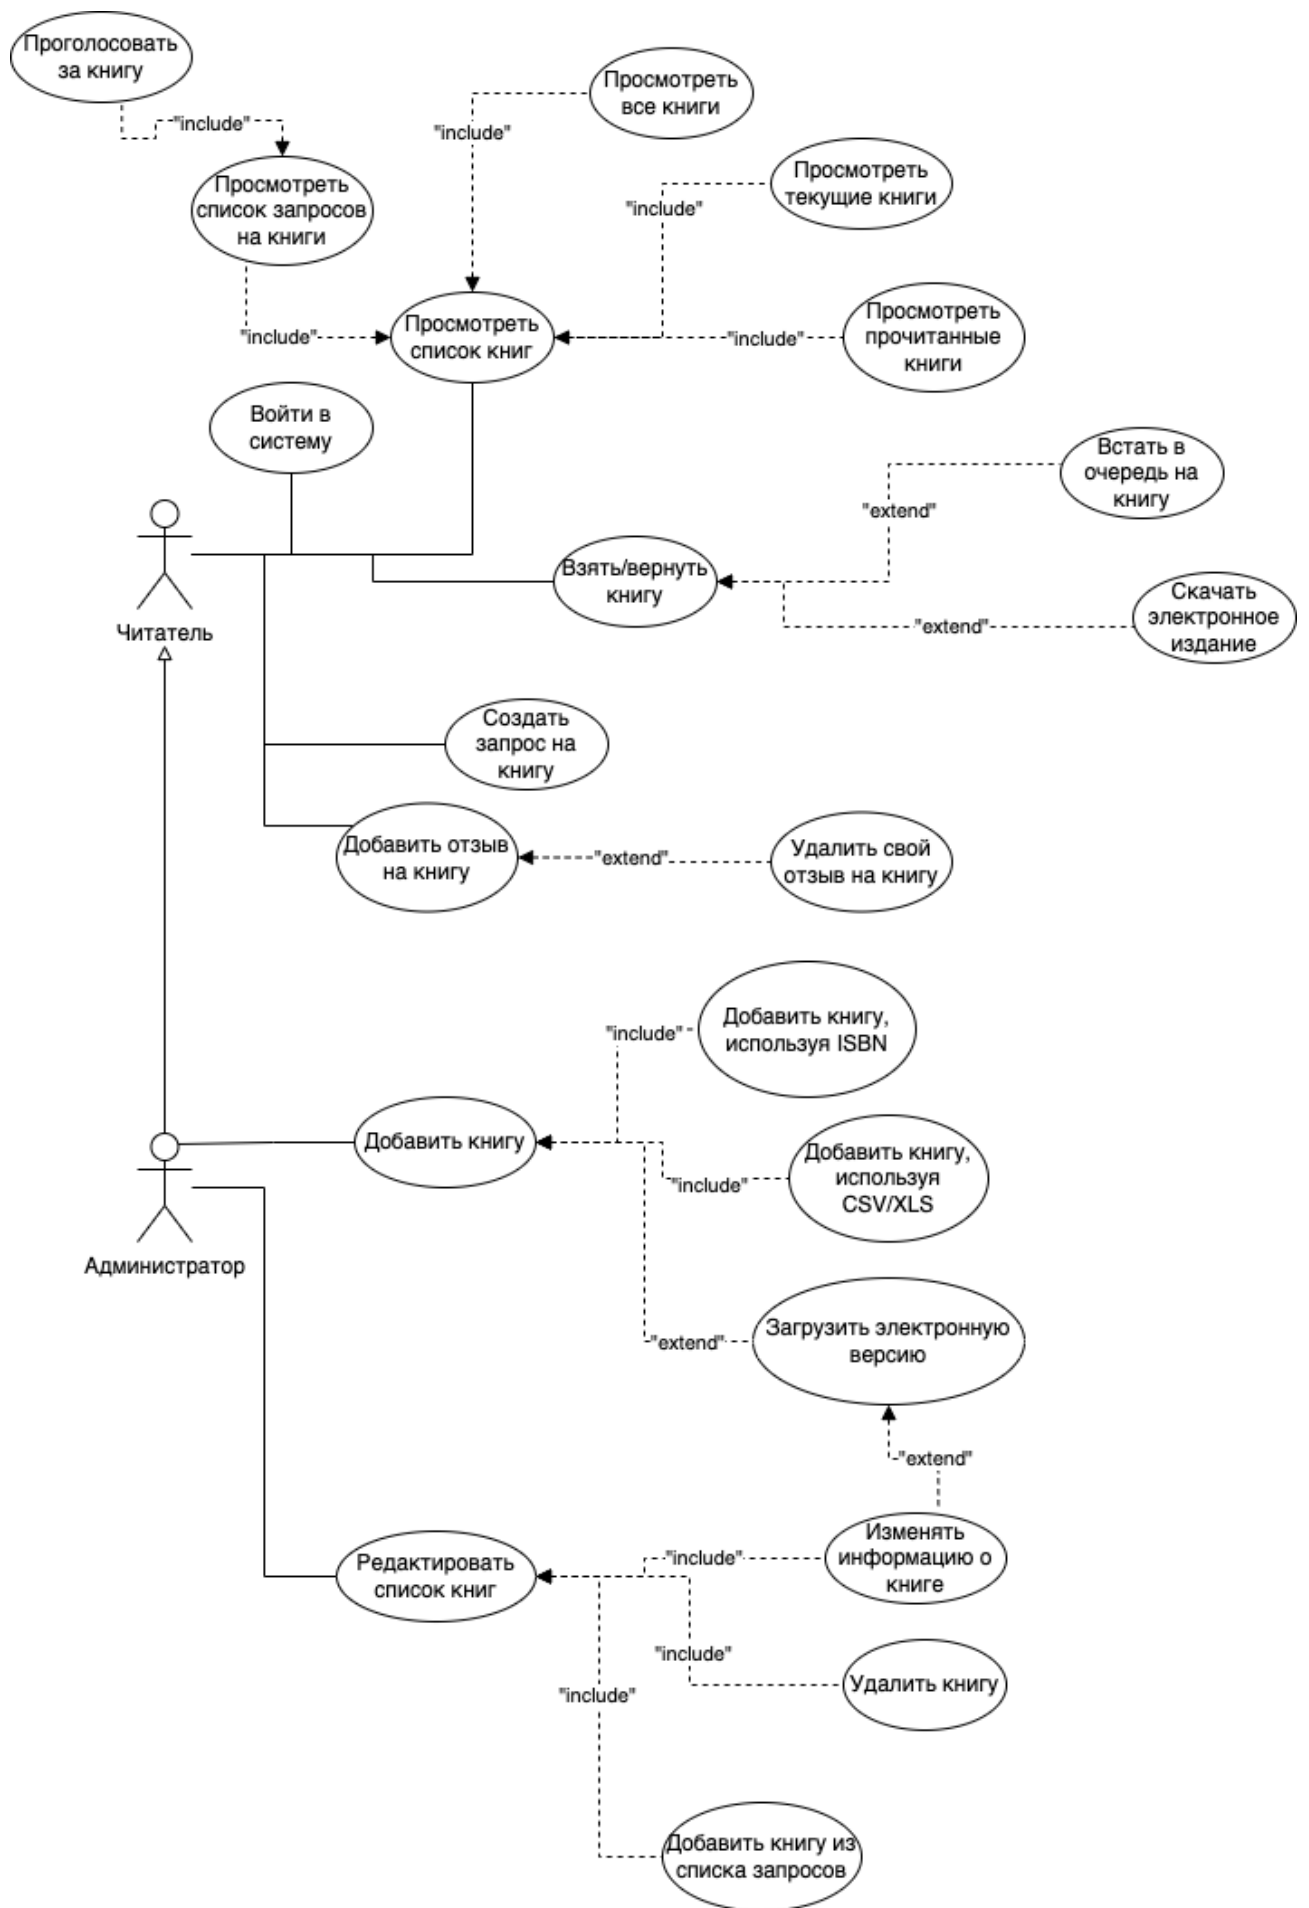 Проголосовать
за книгу
"include"
Просмотреть
список запросов
на книги
"include"
Просмотреть
все книги
"include"
Просмотреть
текущие книги
"include"
Просмотреть
прочитанные
книги
"include"
Просмотреть
список книг
Войти в
систему
Встать в
очередь на
книгу
"extend"
Взять/вернуть
книгу
Скачать
электронное
издание
"extend"
Читатель
Создать
запрос на
книгу
Добавить отзыв
на книгу
"extend"
Удалить свой
отзыв на книгу
Добавить книгу,
используя ISBN
"include"
Добавить книгу
Добавить книгу,
используя
CSV/XLS
"include"
Администратор
Загрузить электронную
версию
"extend"
"extend"
Изменять
информацию о
книге
"include"
Редактировать
список книг
"include"
Удалить книгу
"include"
Добавить книгу из
списка запросов